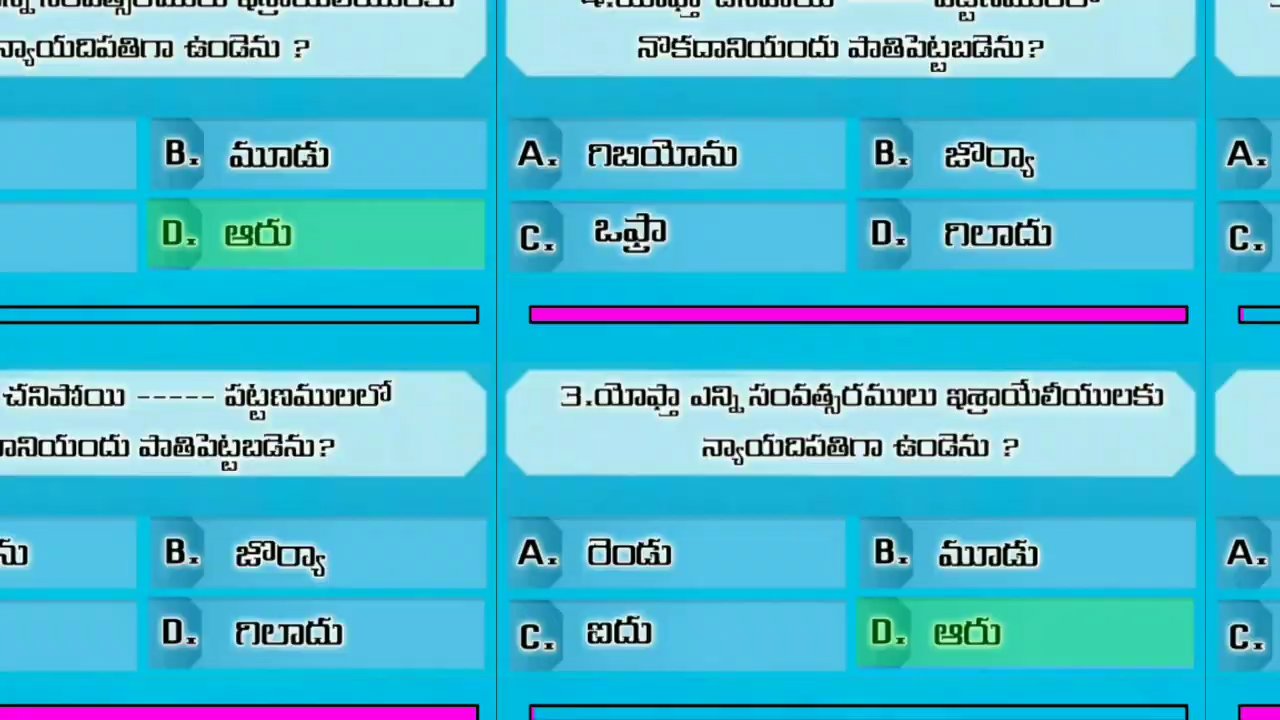 న్యాయదిపతిగా ఉండెను ?
B. మూడు
D. ఆరు
నొకదానియందు పాతిపెట్టబడెను?
A. గిబియోను
B. జొర్యా
C. ఒఫ్రా
D. గిలాదు
A.
C.
చనిపోయి ----- పట్టణములలో
పాతిపెట్టబడెను?
B. జొర్యా
D. గిలాదు
3.యోఫ్తా ఎన్ని సంవత్సరములు ఇశ్రాయేలీయులకు
న్యాయదిపతిగా ఉండెను ?
A. రెండు
B. మూడు
C. ఐదు
D. ఆరు
A.
C.